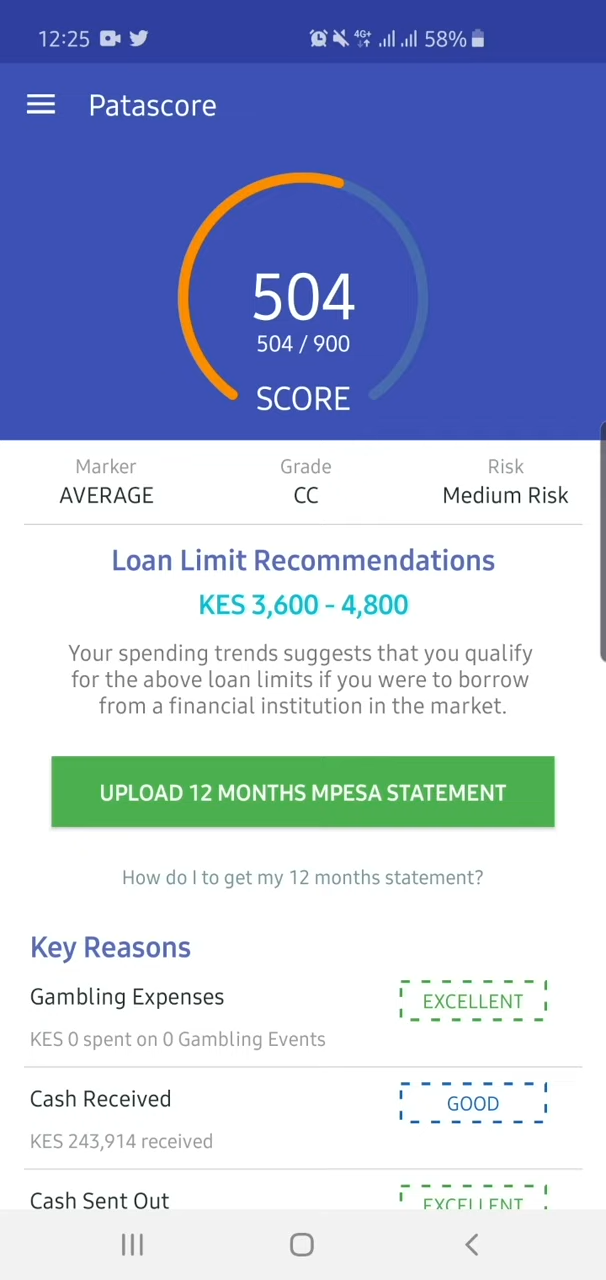 12:25 4G+ 58%
Patascore
504
504 / 900
SCORE
Marker Grade Risk
AVERAGE CC Medium Risk
Loan Limit Recommendations
KES 3,600 - 4,800
Your spending trends suggests that you qualify
for the above loan limits if you were to borrow
from a financial institution in the market.
UPLOAD 12 MONTHS MPESA STATEMENT
How do I to get my 12 months statement?
Key Reasons
Gambling Expenses EXCELLENT
KES 0 spent on 0 Gambling Events
Cash Received GOOD
KES 243,914 received
Cash Sent Out EXCELLENT